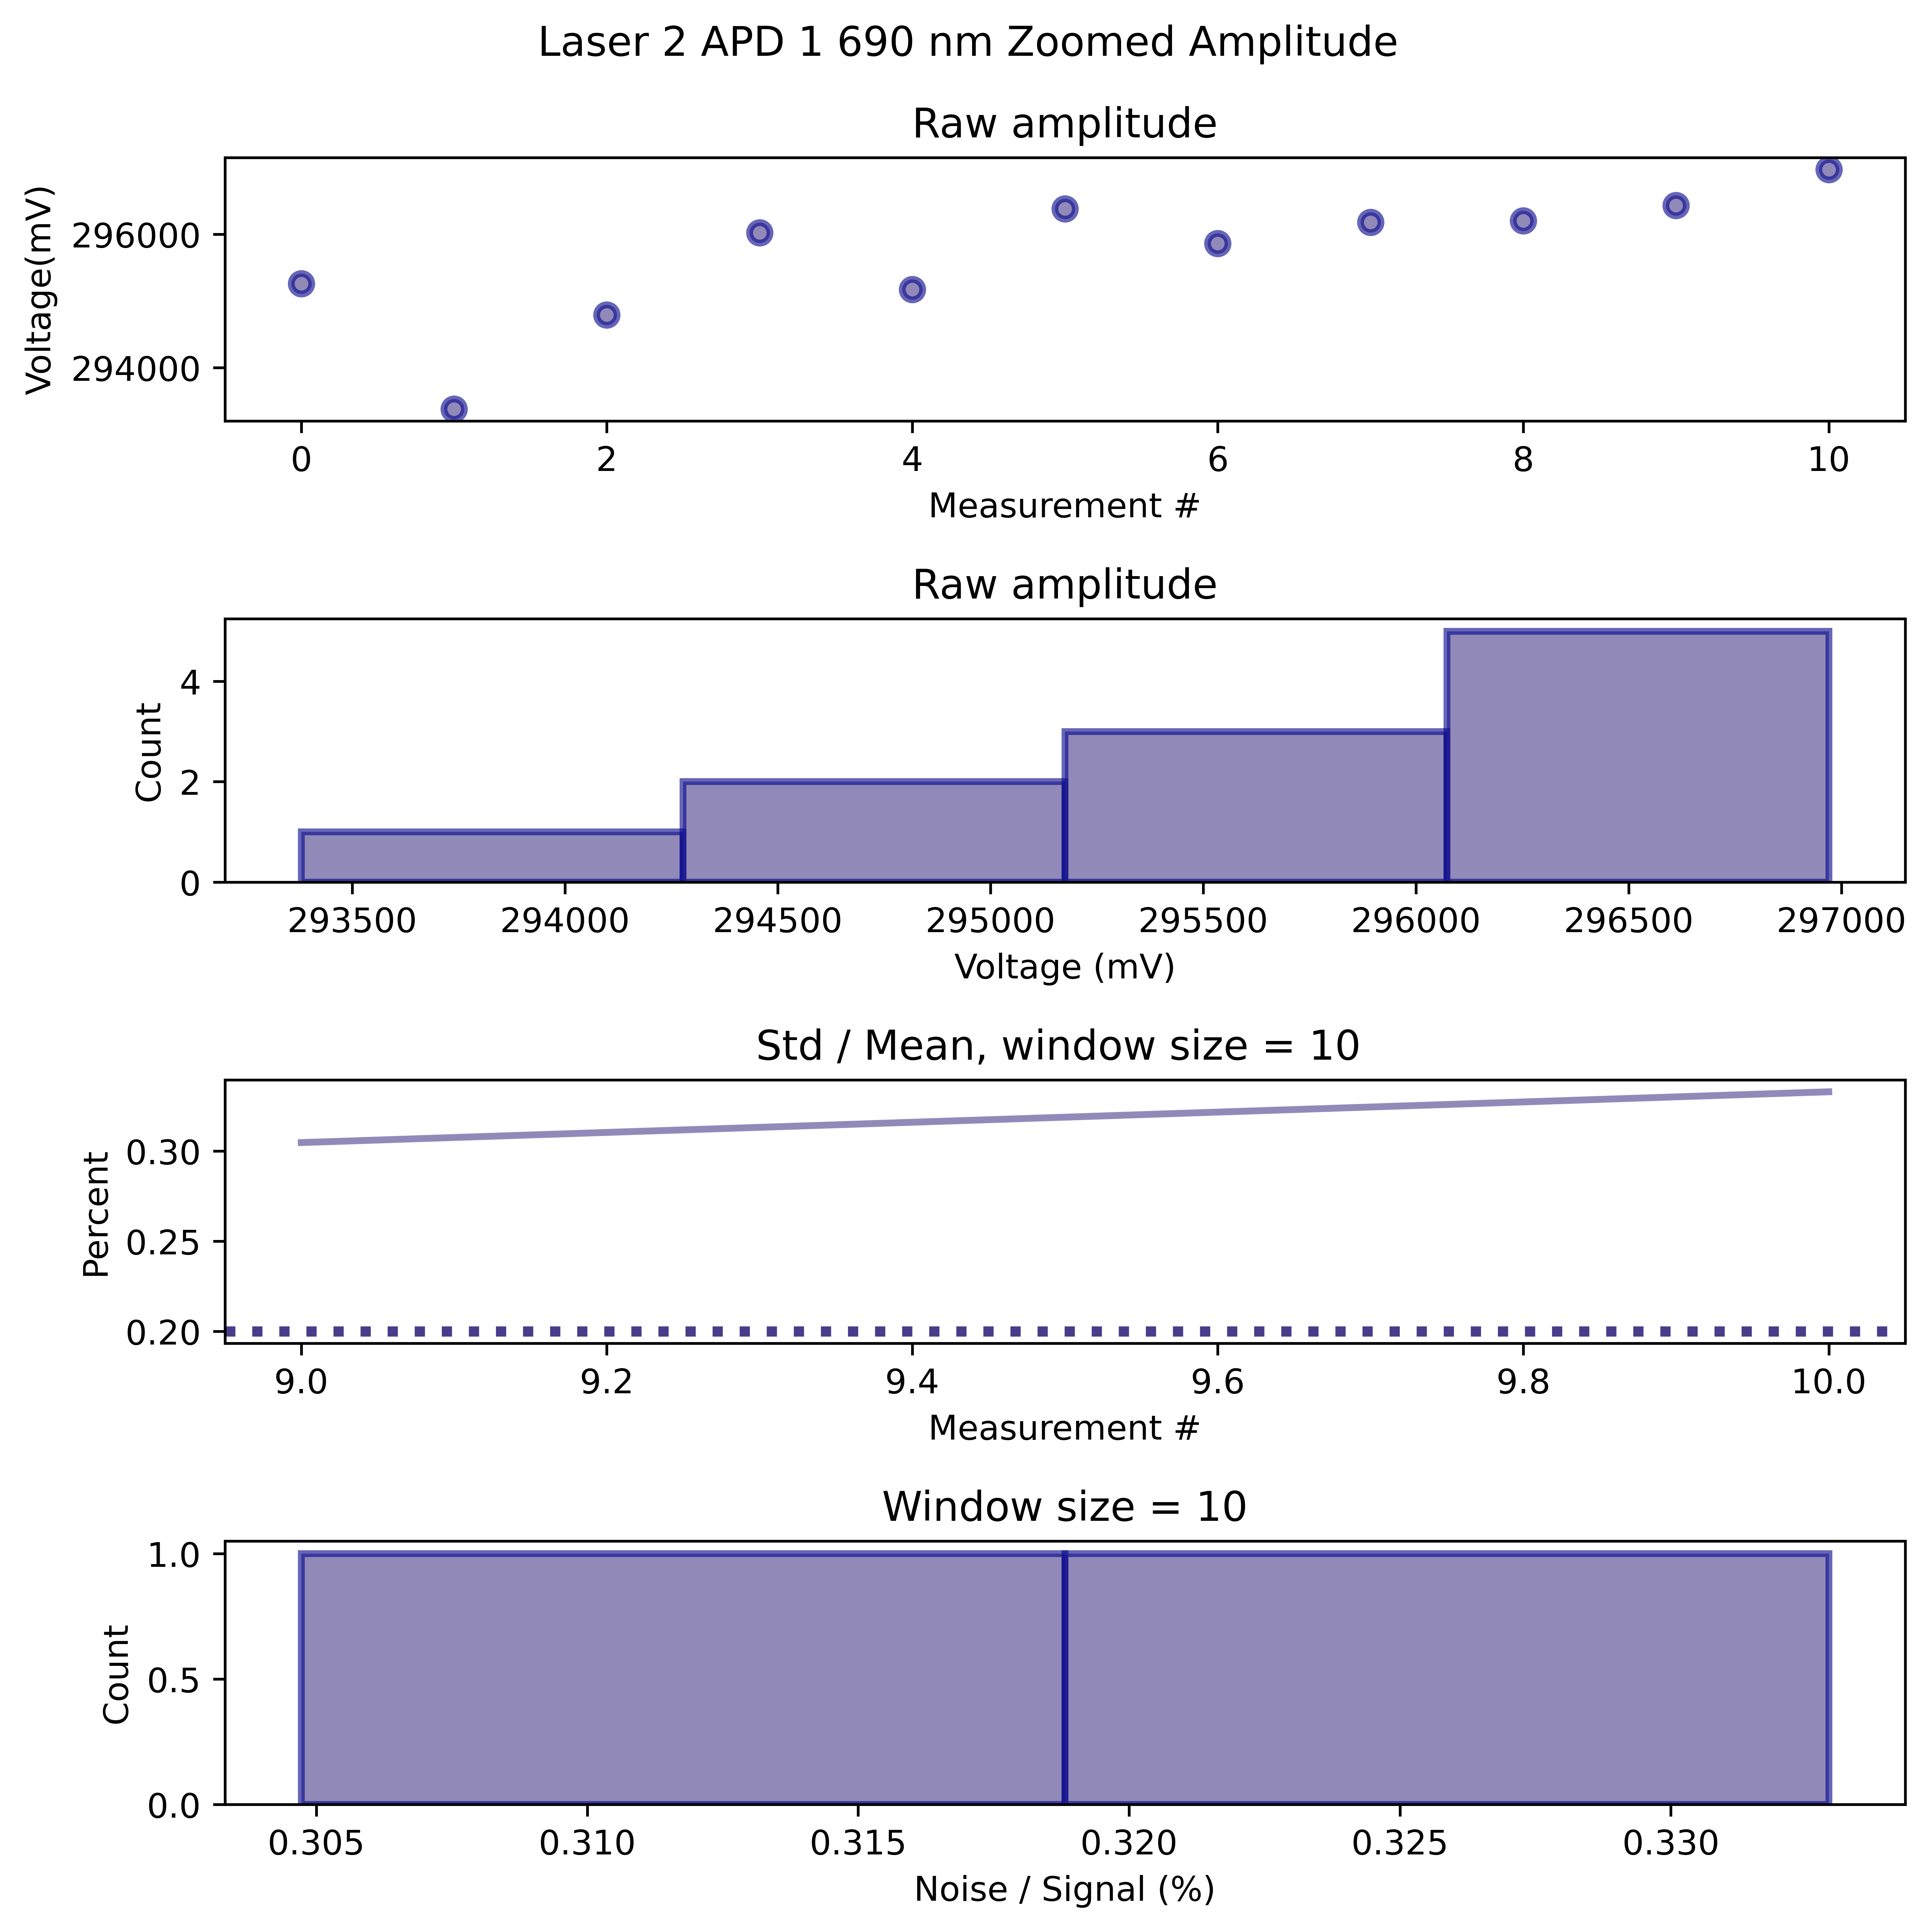 Laser 2 APD 1 690 nm Zoomed Amplitude
Raw amplitude
Voltage(mV)
296000
294000
0 2 4 6 8 10
Measurement #
Raw amplitude
Count
4
2
0
293500 294000 294500 295000 295500 296000 296500 297000
Voltage (mV)
Std / Mean, window size = 10
Percent
0.30
0.25
0.20
9.0 9.2 9.4 9.6 9.8 10.0
Measurement #
Window size = 10
Count
1.0
0.5
0.0
0.305 0.310 0.315 0.320 0.325 0.330
Noise / Signal (%)